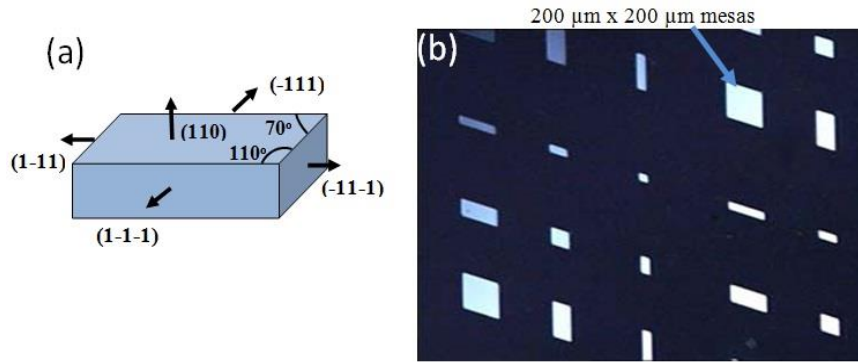 200 µm x 200 µm mesas
(a)
(b)
(-111)
(110)
70°
110°
(1-11)
(-11-1)
(1-1-1)